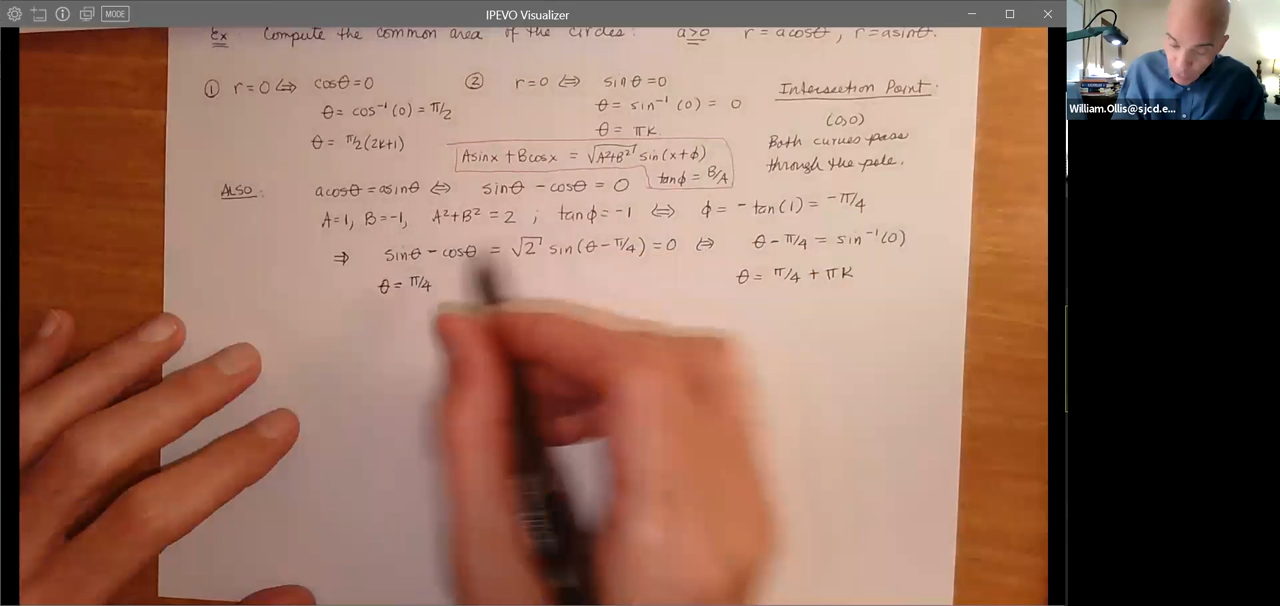 IPEVO Visualizer
MODE
Ex Compute the common area of the circles: a>0 r = acosθ, r = asinθ.
① r=0 ⇔ cosθ=0
θ = cos⁻¹(0) = π/2
θ = π/2(2k+1)
② r=0 ⇔ sinθ=0
θ = sin⁻¹(0) = 0
θ = πK
Intersection Point:
(0,0)
Both curves pass
through the pole.
Asinx + Bcosx = √A²+B² sin(x+ϕ)
tanϕ = B/A
ALSO: acosθ = asinθ ⇔ sinθ - cosθ = 0
A=1, B=-1, A²+B² = 2 ; tanϕ = -1 ⇔ ϕ = -tan(1) = -π/4
⇒ sinθ - cosθ = √2 sin(θ - π/4) = 0 ⇔ θ - π/4 = sin⁻¹(0)
θ = π/4
θ = π/4 + πK
William.Ollis@sjcd.e...